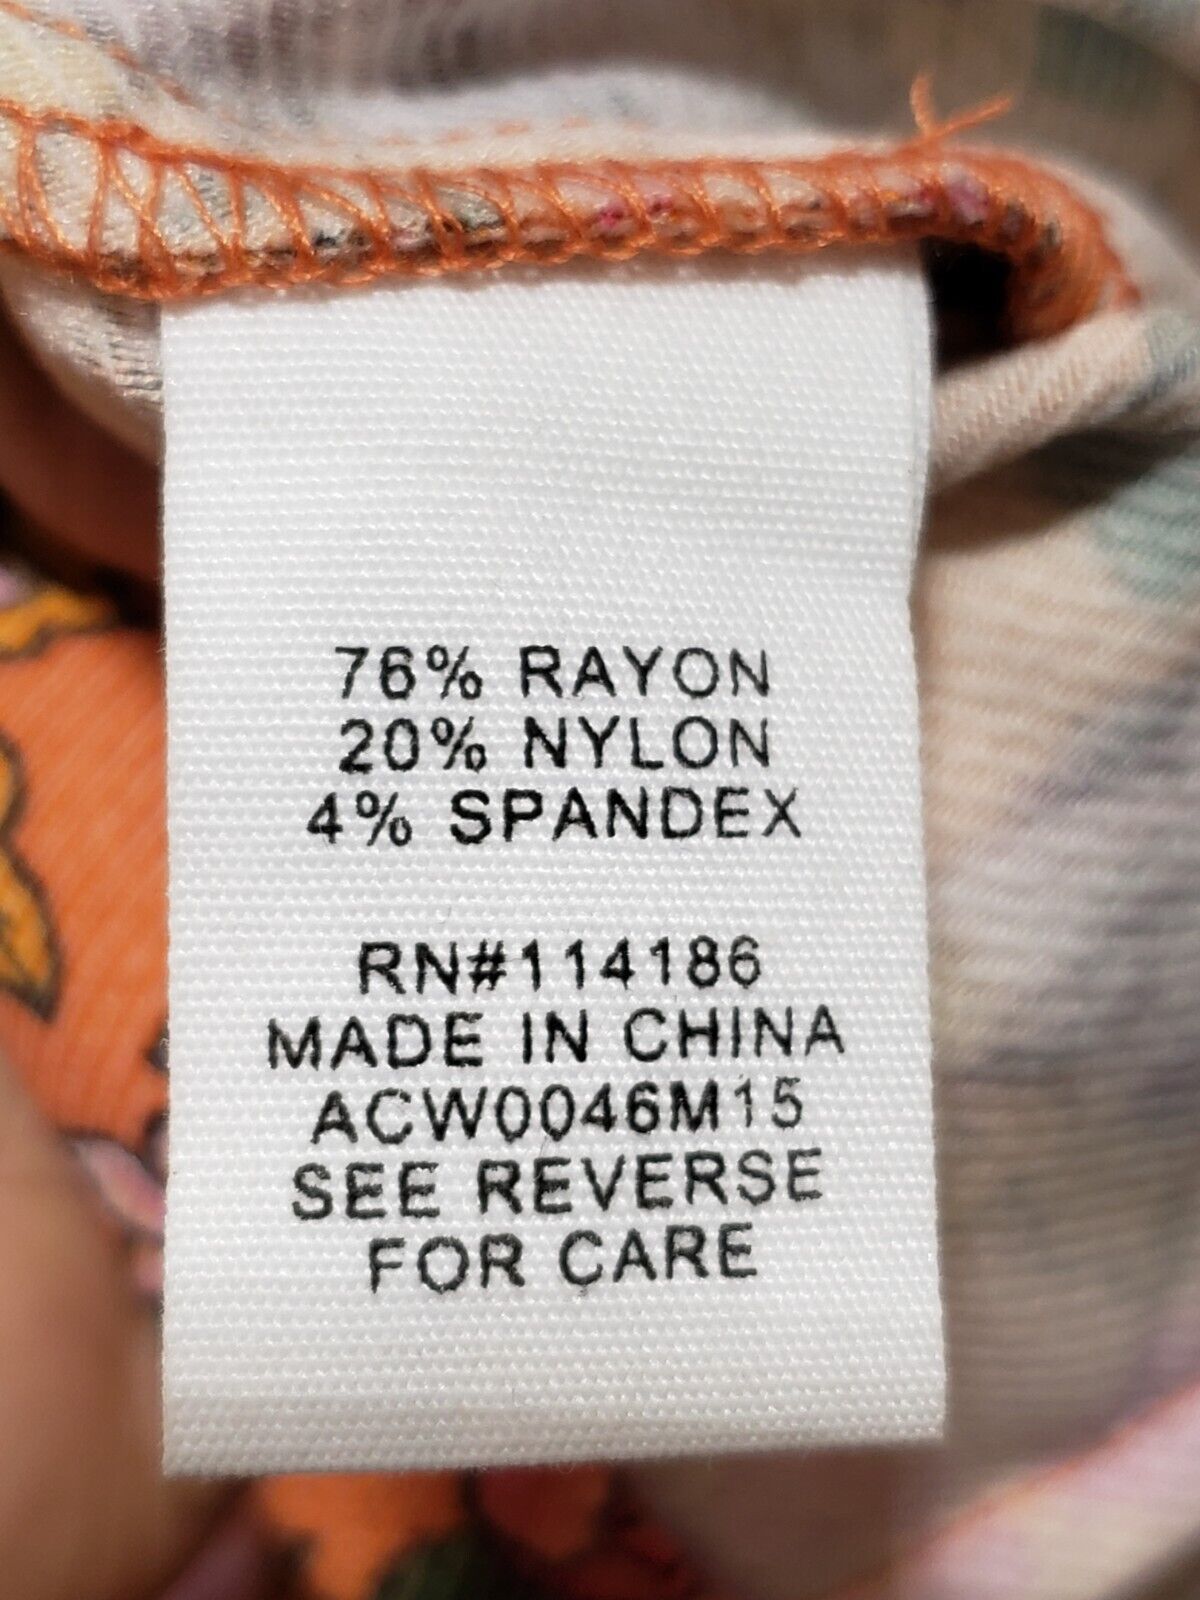 76% RAYON
20% NYLON
4% SPANDEX
RN#114186
MADE IN CHINA
ACW0046M15
SEE REVERSE
FOR CARE